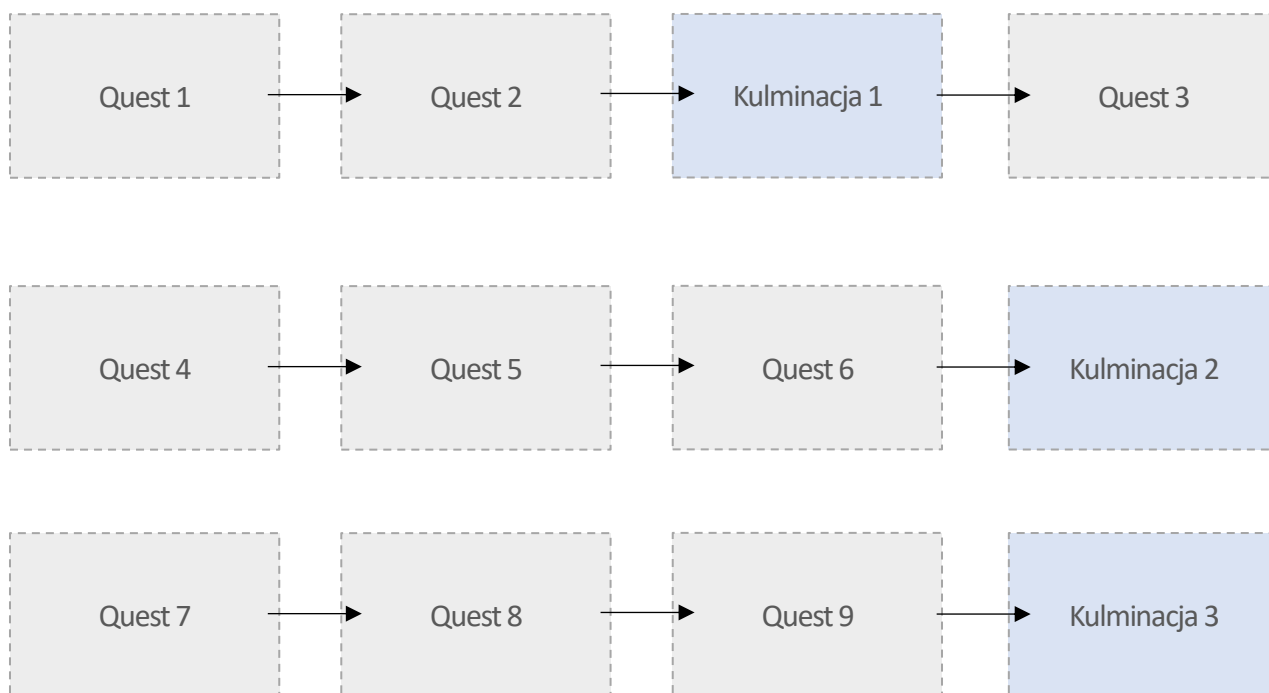 Quest 1
Quest 2
Kulminacja 1
Quest 3
Quest 4
Quest 5
Quest 6
Kulminacja 2
Quest 7
Quest 8
Quest 9
Kulminacja 3